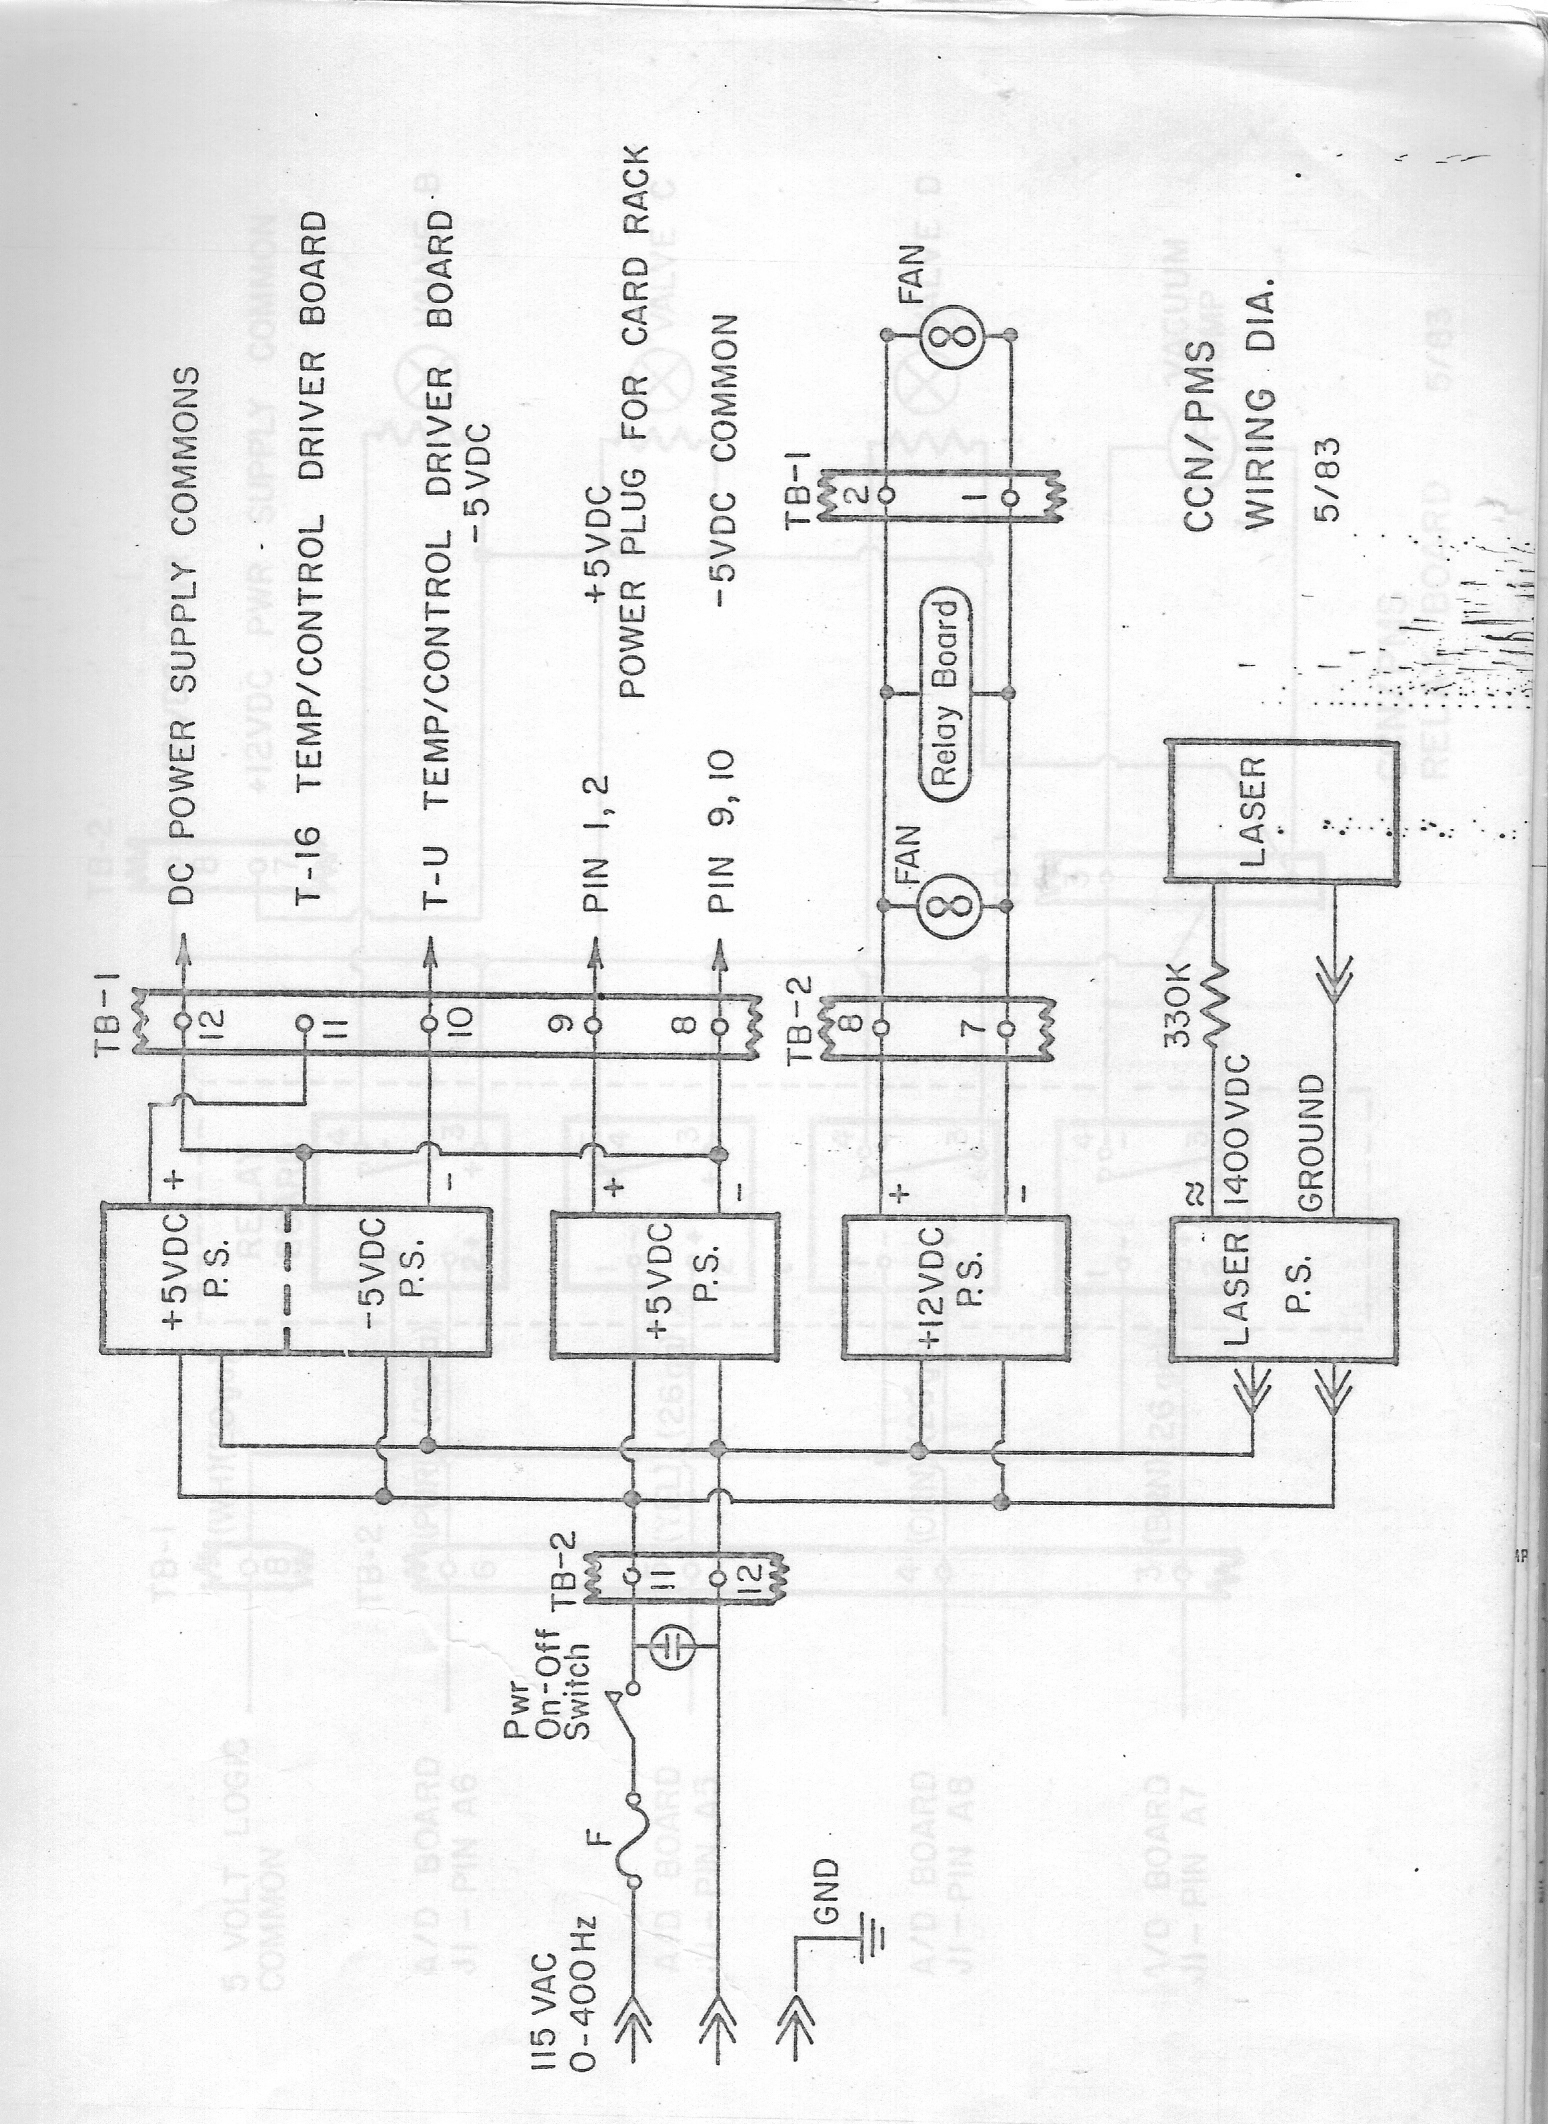 115 VAC
0-400Hz
F
Pwr
On-Off
Switch
TB-2
11
12
GND
+5VDC
P.S.
-5VDC
P.S.
+
-
+5VDC
P.S.
+
-
+12VDC
P.S.
+
-
LASER
P.S.
≈
1400VDC
GROUND
330K
LASER
TB-1
12
11
10
9
8
DC POWER SUPPLY COMMONS
T-16 TEMP/CONTROL DRIVER BOARD
T-U TEMP/CONTROL DRIVER BOARD
-5VDC
PIN 1,2 +5VDC
POWER PLUG FOR CARD RACK
PIN 9,10 -5VDC COMMON
TB-2
8
7
FAN
Relay Board
TB-1
2
1
FAN
CCN/PMS
WIRING DIA.
5/83